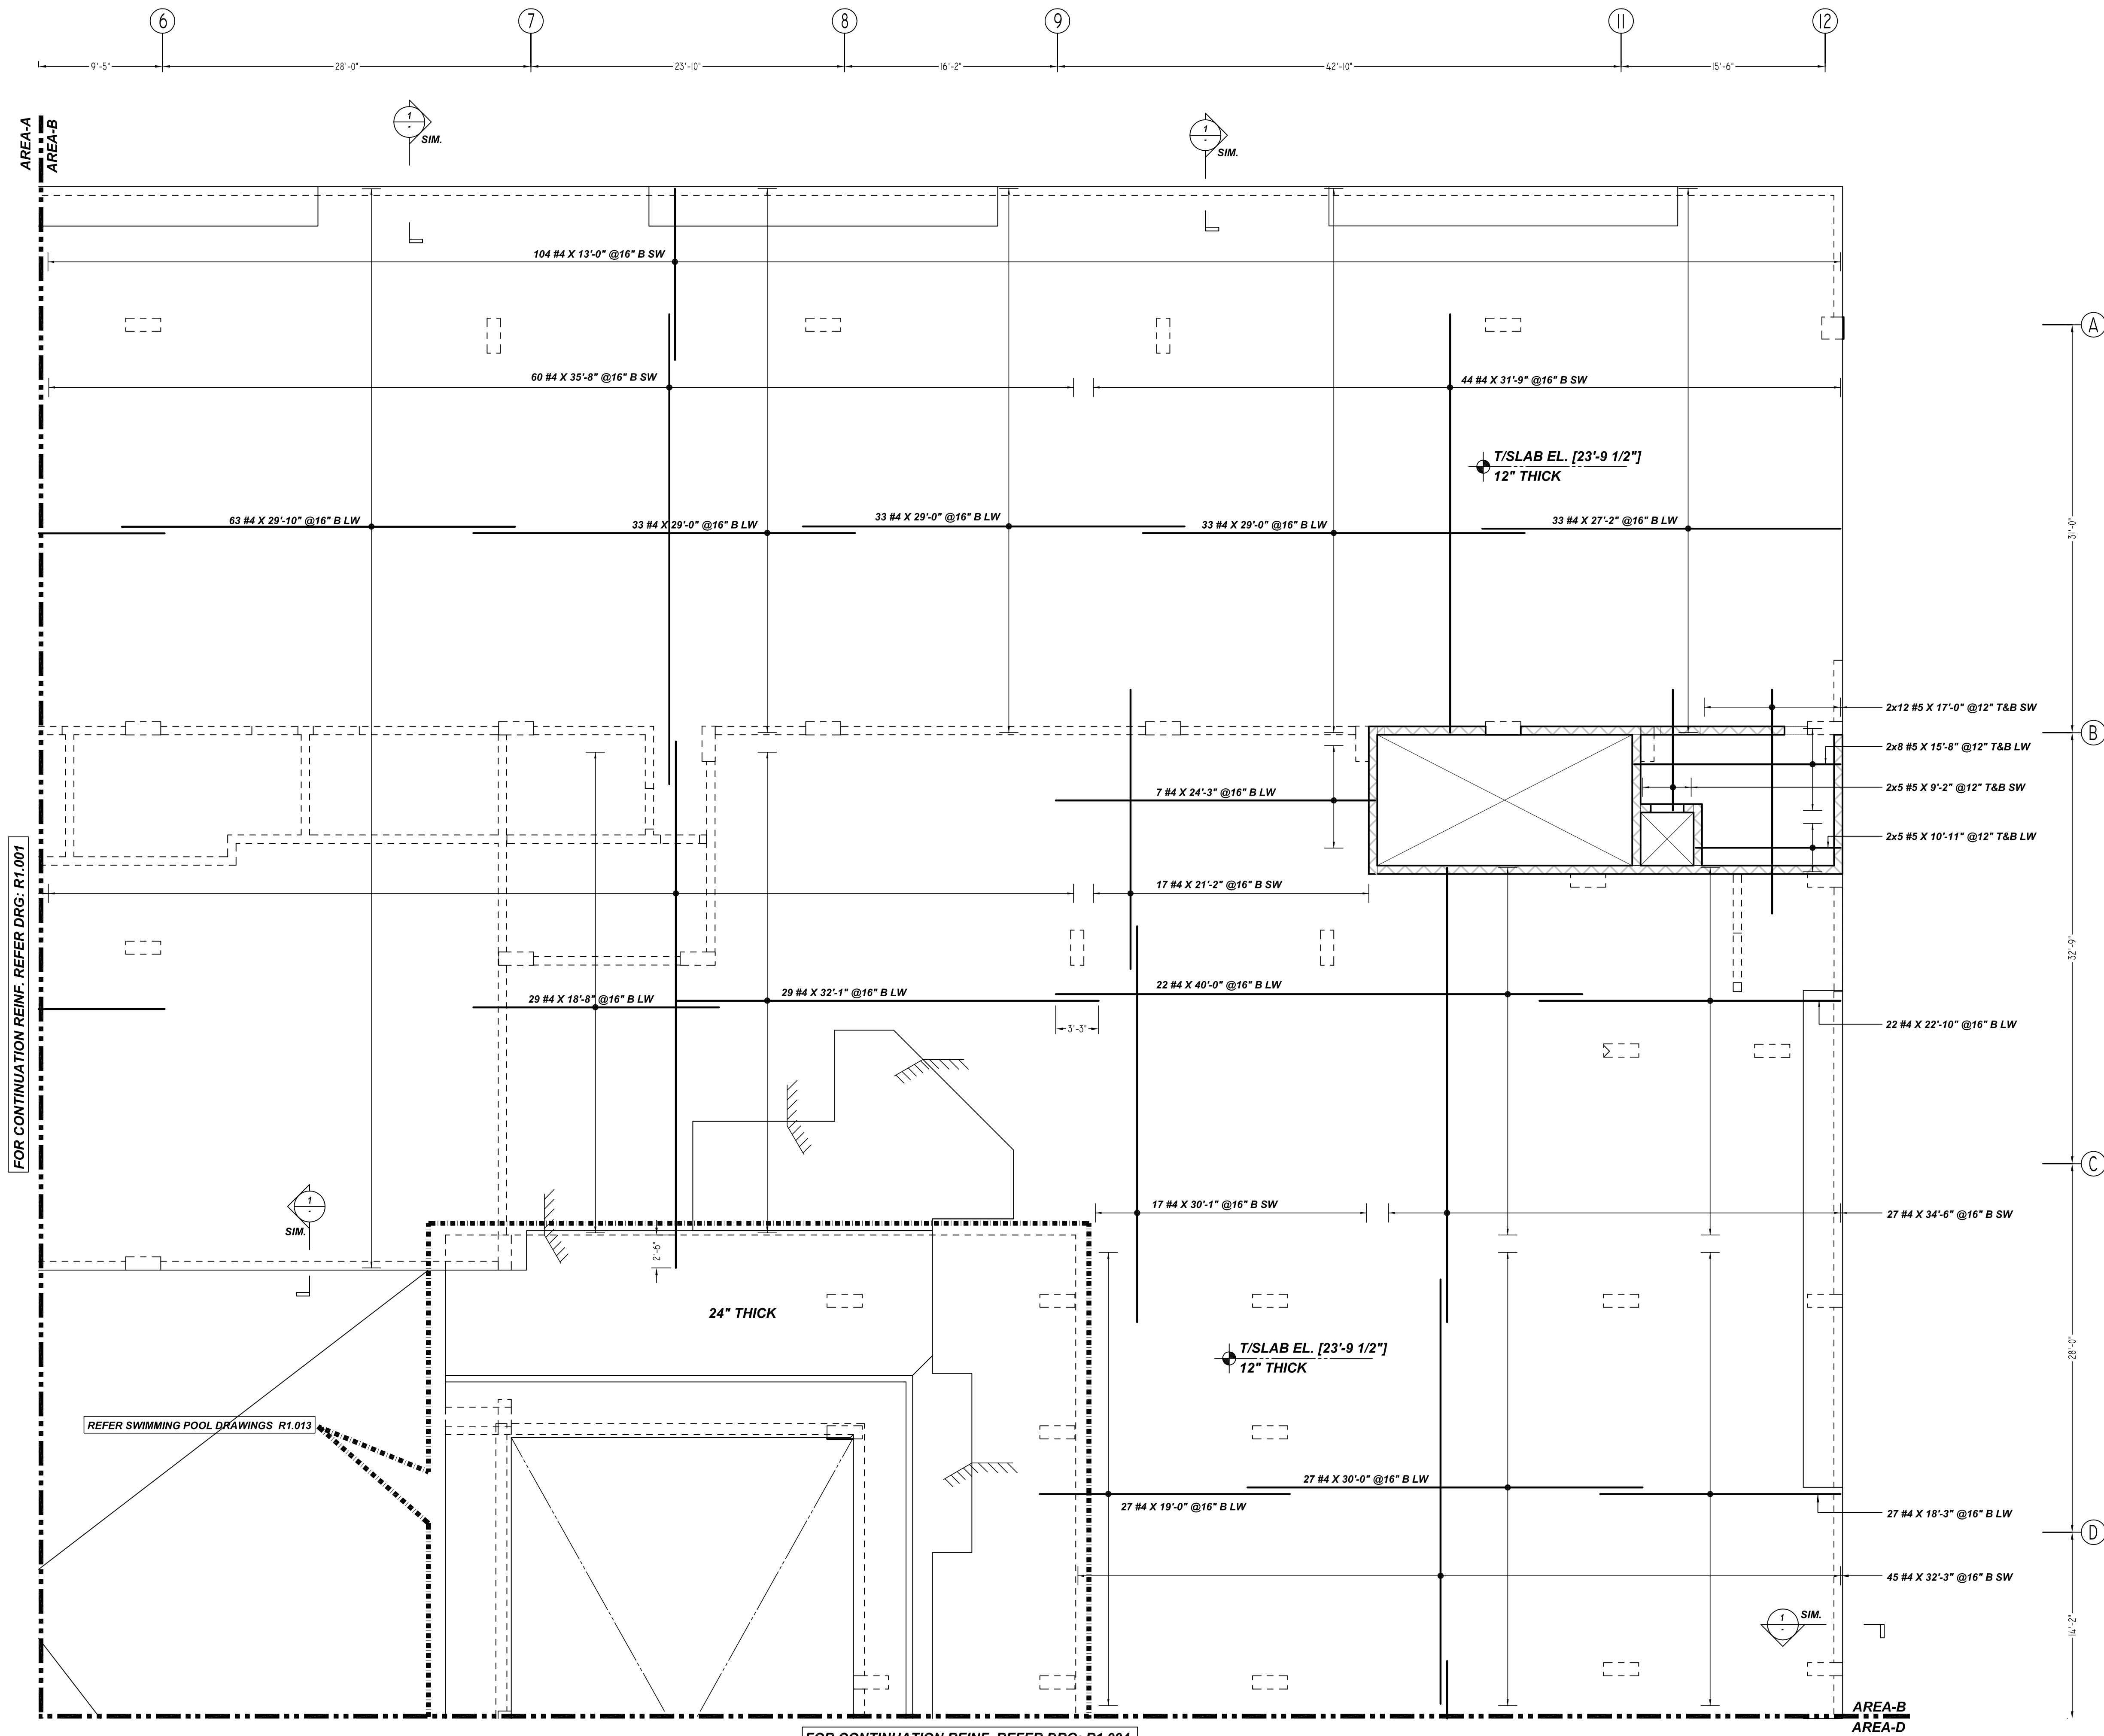 6 7 8 9 11 12
9'-5" 28'-0" 23'-10" 16'-2" 42'-10" 15'-6"
AREA-A
AREA-B
1
-
SIM.
1
-
SIM.
104 #4 X 13'-0" @16" B SW
A
60 #4 X 35'-8" @16" B SW
44 #4 X 31'-9" @16" B SW
T/SLAB EL. [23'-9 1/2"]
12" THICK
63 #4 X 29'-10" @16" B LW
33 #4 X 29'-0" @16" B LW
33 #4 X 29'-0" @16" B LW
33 #4 X 29'-0" @16" B LW
33 #4 X 27'-2" @16" B LW
31'-0"
2x12 #5 X 17'-0" @12" T&B SW
B
2x8 #5 X 15'-8" @12" T&B LW
7 #4 X 24'-3" @16" B LW
2x5 #5 X 9'-2" @12" T&B SW
2x5 #5 X 10'-11" @12" T&B LW
17 #4 X 21'-2" @16" B SW
32'-9"
FOR CONTINUATION REINF. REFER DRG: R1.001
29 #4 X 18'-8" @16" B LW
29 #4 X 32'-1" @16" B LW
22 #4 X 40'-0" @16" B LW
3'-3"
22 #4 X 22'-10" @16" B LW
C
1
-
SIM.
17 #4 X 30'-1" @16" B SW
27 #4 X 34'-6" @16" B SW
2'-6"
24" THICK
T/SLAB EL. [23'-9 1/2"]
12" THICK
28'-0"
REFER SWIMMING POOL DRAWINGS R1.013
27 #4 X 30'-0" @16" B LW
27 #4 X 19'-0" @16" B LW
27 #4 X 18'-3" @16" B LW
D
45 #4 X 32'-3" @16" B SW
1
-
SIM.
14'-2"
AREA-B
AREA-D
FOR CONTINUATION REINF. REFER DRG: R1.004